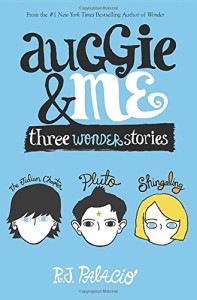 From the #1 New York Times Bestselling Author of Wonder
auggie
& me
three wonder stories
The Julian Chapter
Pluto
Shingaling
R.J. Palacio